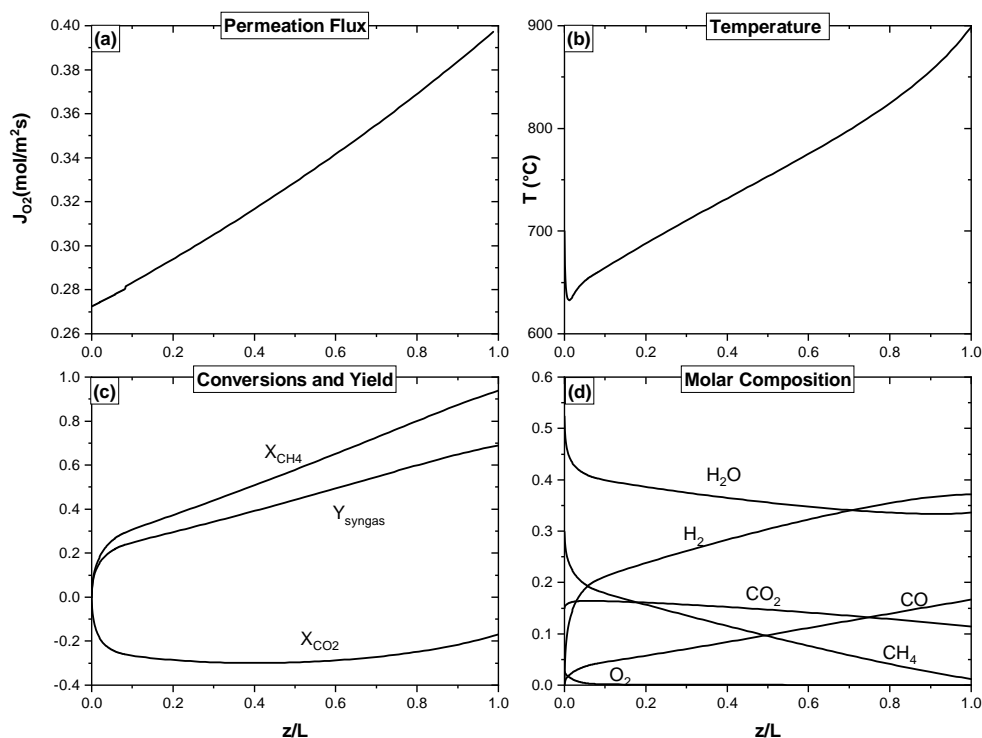 (a)
Permeation Flux
0.40
0.38
0.36
0.34
0.32
0.30
0.28
0.26
J_O2(mol/m²s)
0.0 0.2 0.4 0.6 0.8 1.0
(b)
Temperature
900
800
700
600
T (°C)
0.0 0.2 0.4 0.6 0.8 1.0
(c)
Conversions and Yield
1.0
0.8
0.6
0.4
0.2
0.0
-0.2
-0.4
X_CH4
Y_syngas
X_CO2
0.0 0.2 0.4 0.6 0.8 1.0
z/L
(d)
Molar Composition
0.6
0.5
0.4
0.3
0.2
0.1
0.0
H₂O
H₂
CO₂
CO
CH₄
O₂
0.0 0.2 0.4 0.6 0.8 1.0
z/L